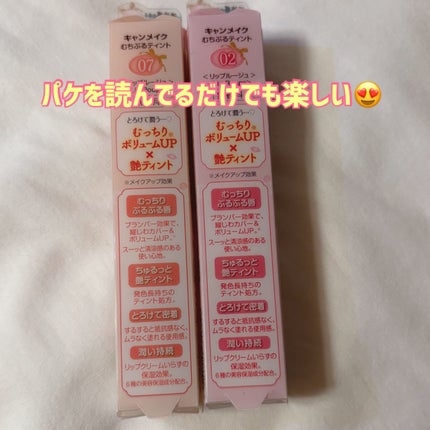 キャンメイク
むちぷるティント
07
<リップルージュ>
とろけて潤う…♡
むっちり
ボリュームUP
×
艶ティント
※メイクアップ効果
むっちり
ぷるぷる唇
プランパー効果で、
縦じわカバー&
ボリュームUP。
スーッと清涼感のある
使い心地。
ちゅるっと
艶ティント
発色長持ちの
ティント処方。
とろけて密着
するすると抵抗感なく、
ムラなく塗れる使用感。
潤い持続
リップクリームいらずの
保湿効果。
6種の美容保湿成分配合。
キャンメイク
むちぷるティント
02
<リップルージュ>
とろけて潤う…♡
むっちり
ボリュームUP
×
艶ティント
※メイクアップ効果
むっちり
ぷるぷる唇
プランパー効果で、
縦じわカバー&
ボリュームUP。
スーッと清涼感のある
使い心地。
ちゅるっと
艶ティント
発色長持ちの
ティント処方。
とろけて密着
するすると抵抗感なく、
ムラなく塗れる使用感。
潤い持続
リップクリームいらずの
保湿効果。
6種の美容保湿成分配合。
パケを読んでるだけでも楽しい😍